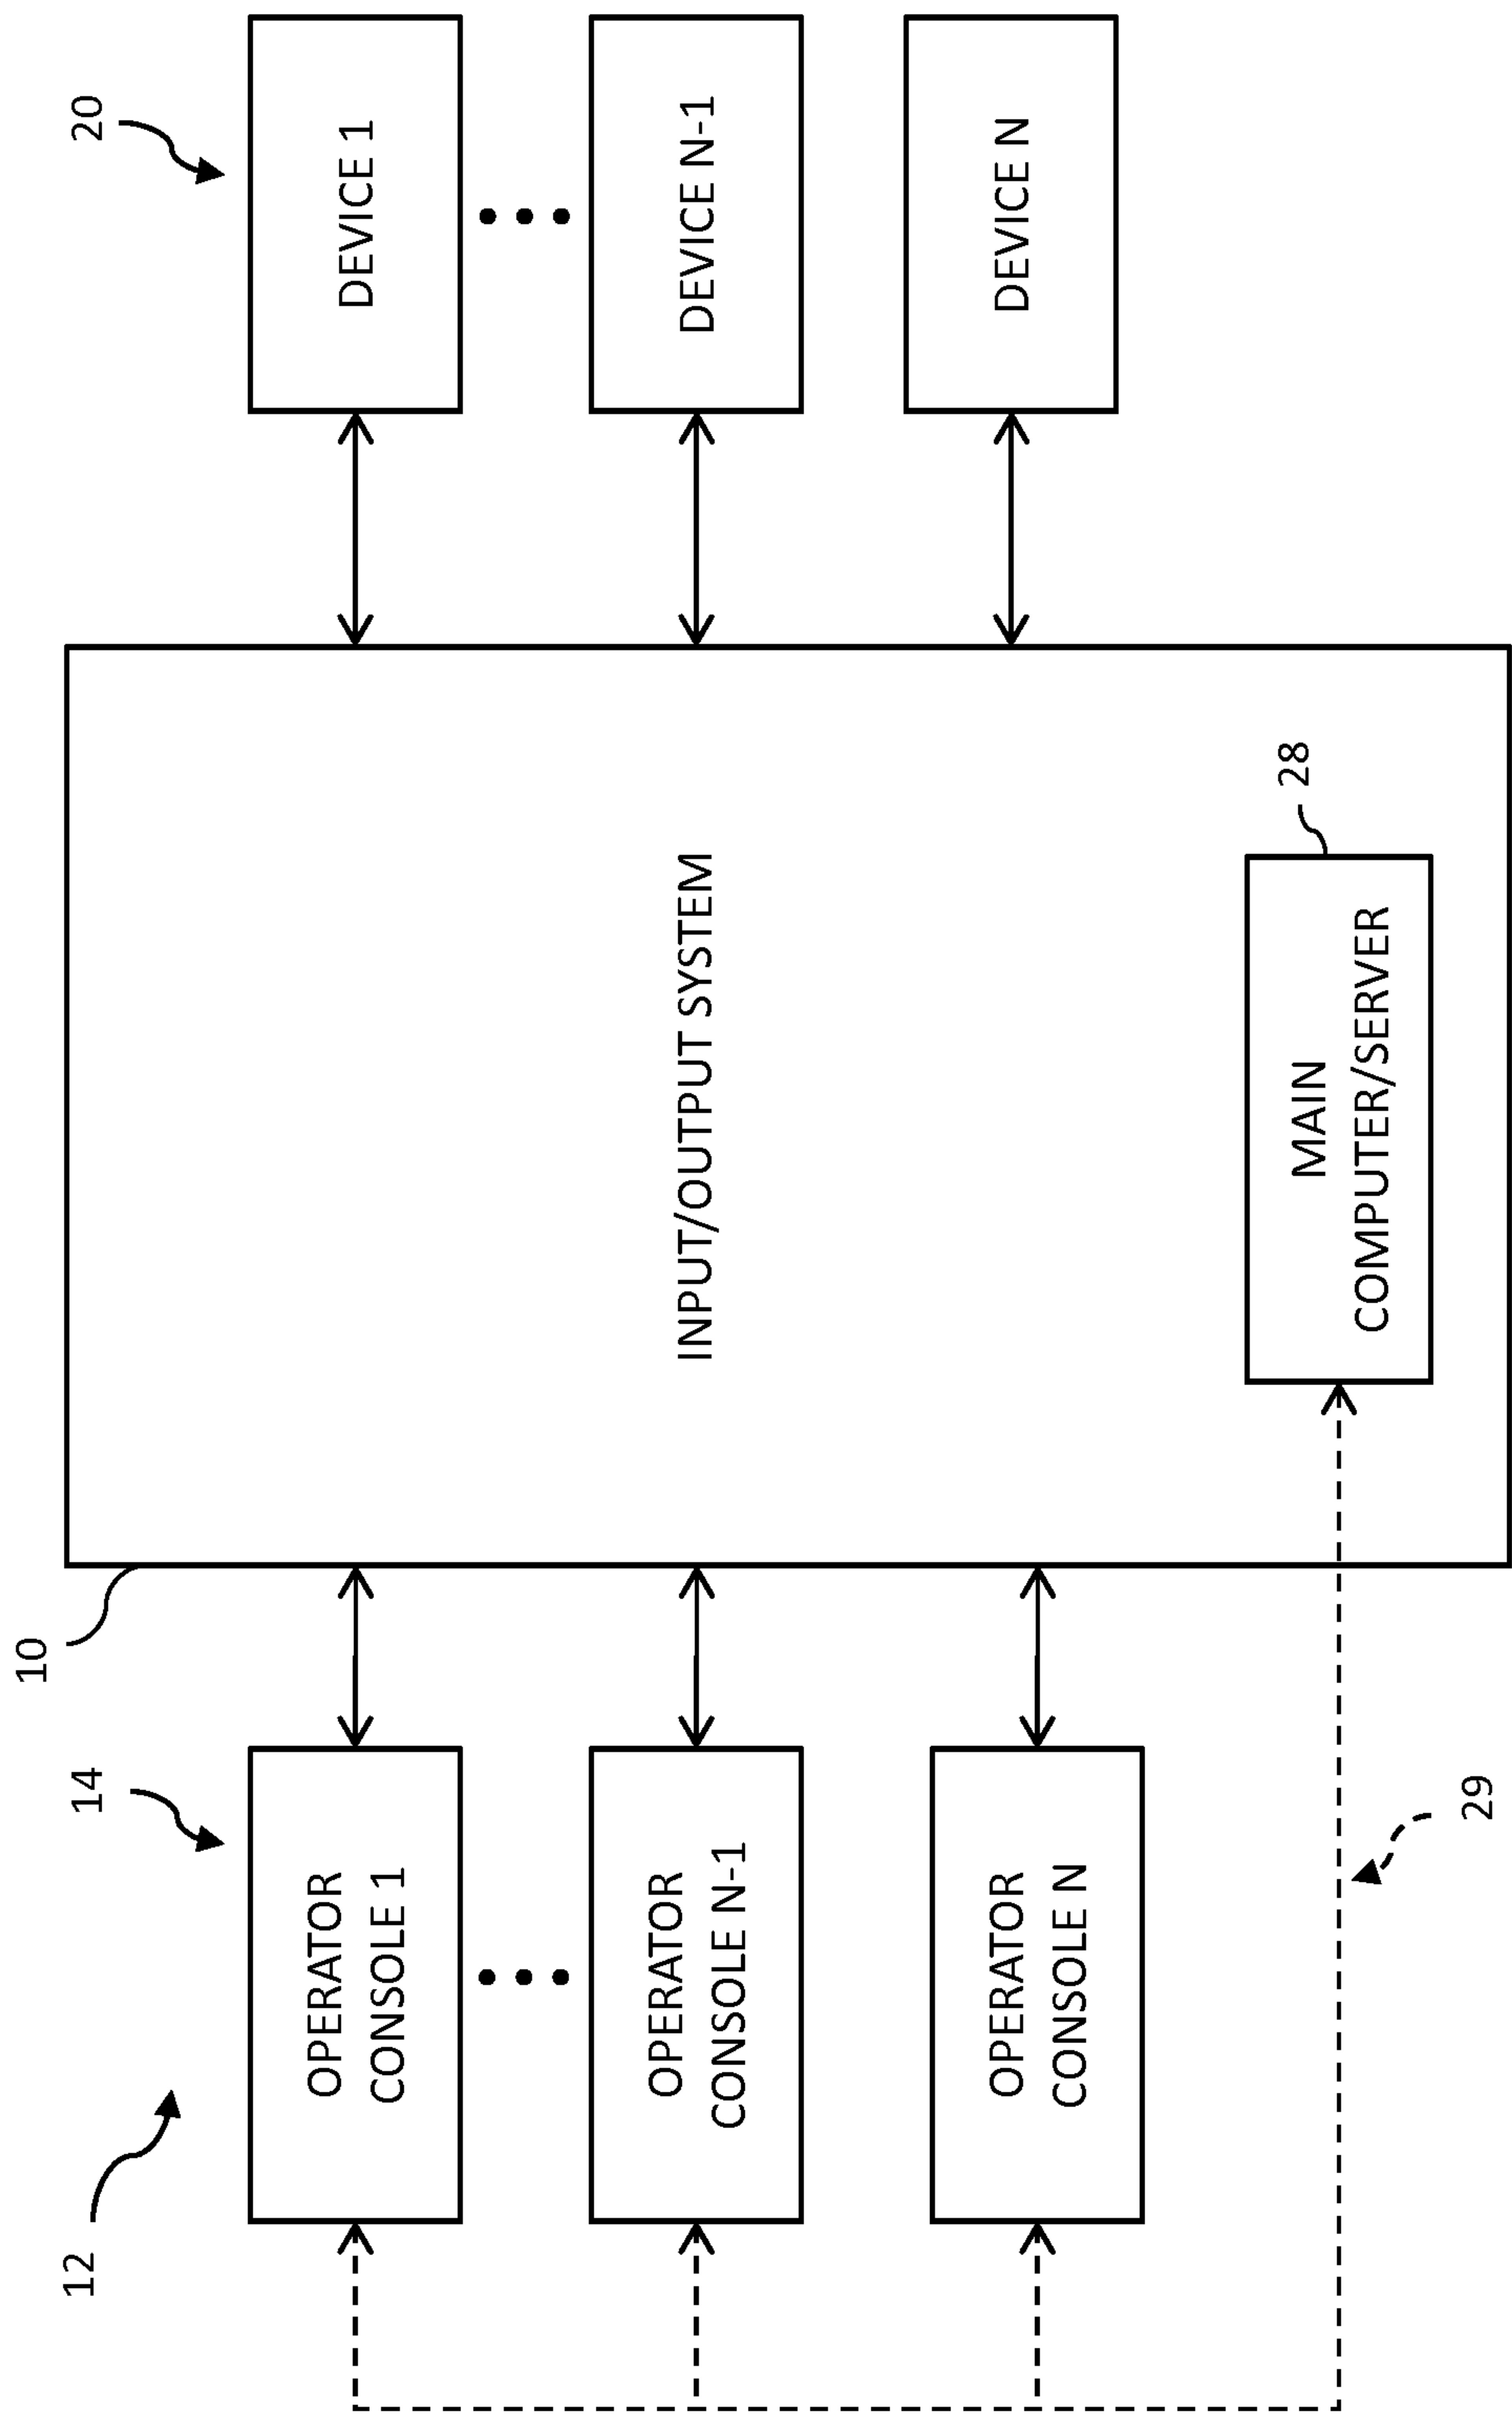 12
14
10
20
OPERATOR
CONSOLE 1
OPERATOR
CONSOLE N-1
OPERATOR
CONSOLE N
INPUT/OUTPUT SYSTEM
MAIN
COMPUTER/SERVER
28
DEVICE 1
DEVICE N-1
DEVICE N
29